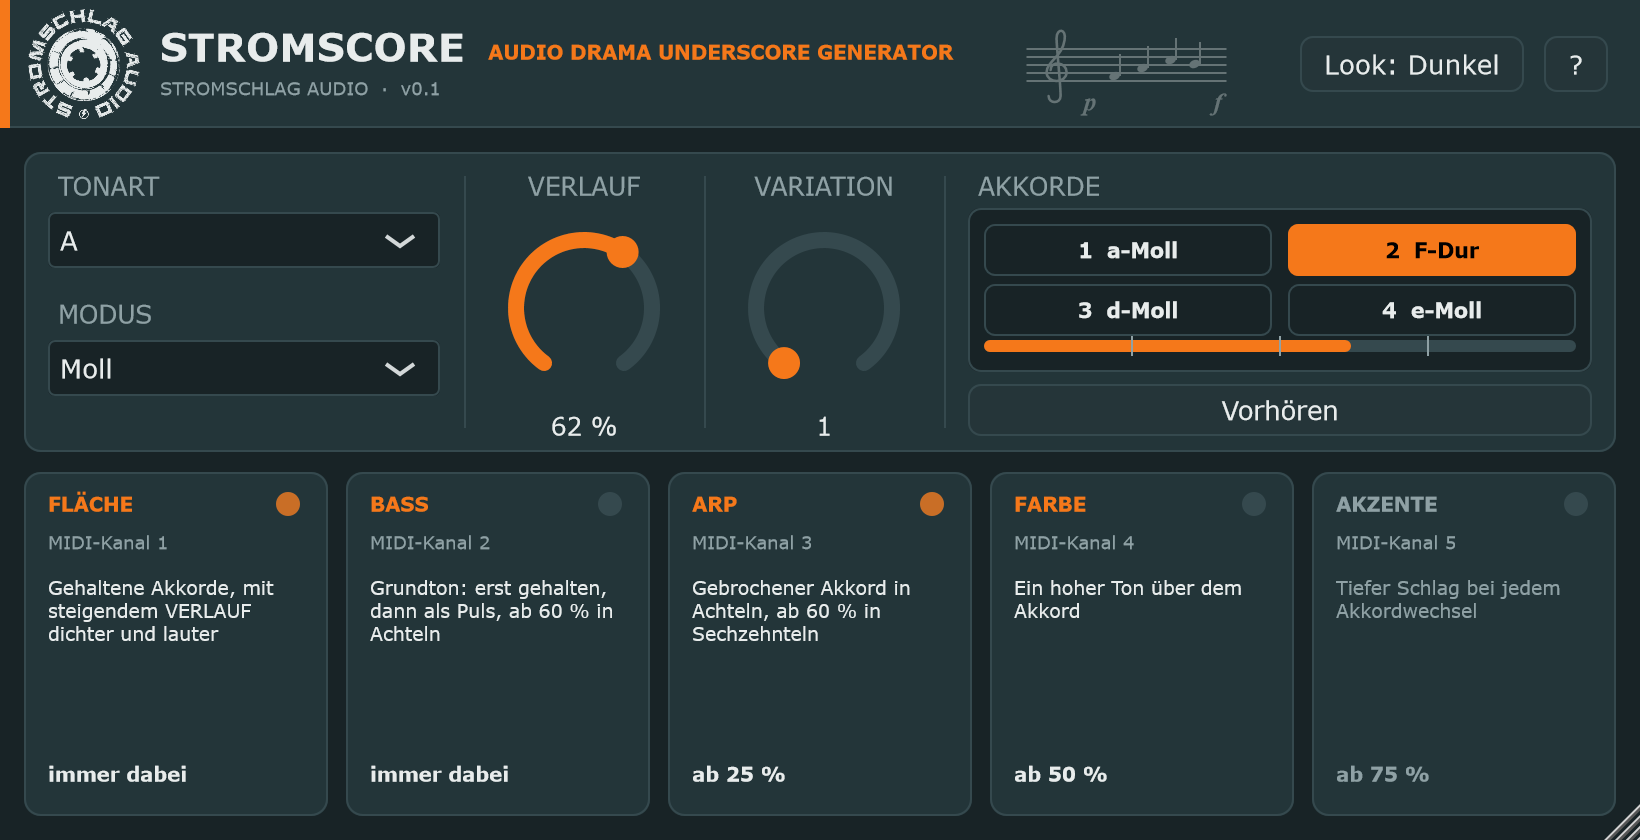 STROMSCHLAG AUDIO
STROMSCORE
AUDIO DRAMA UNDERSCORE GENERATOR
STROMSCHLAG AUDIO · v0.1
p f
Look: Dunkel
?
TONART
A
MODUS
Moll
VERLAUF
62 %
VARIATION
1
AKKORDE
1 a-Moll
2 F-Dur
3 d-Moll
4 e-Moll
Vorhören
FLÄCHE
MIDI-Kanal 1
Gehaltene Akkorde, mit
steigendem VERLAUF
dichter und lauter
immer dabei
BASS
MIDI-Kanal 2
Grundton: erst gehalten,
dann als Puls, ab 60 % in
Achteln
immer dabei
ARP
MIDI-Kanal 3
Gebrochener Akkord in
Achteln, ab 60 % in
Sechzehnteln
ab 25 %
FARBE
MIDI-Kanal 4
Ein hoher Ton über dem
Akkord
ab 50 %
AKZENTE
MIDI-Kanal 5
Tiefer Schlag bei jedem
Akkordwechsel
ab 75 %